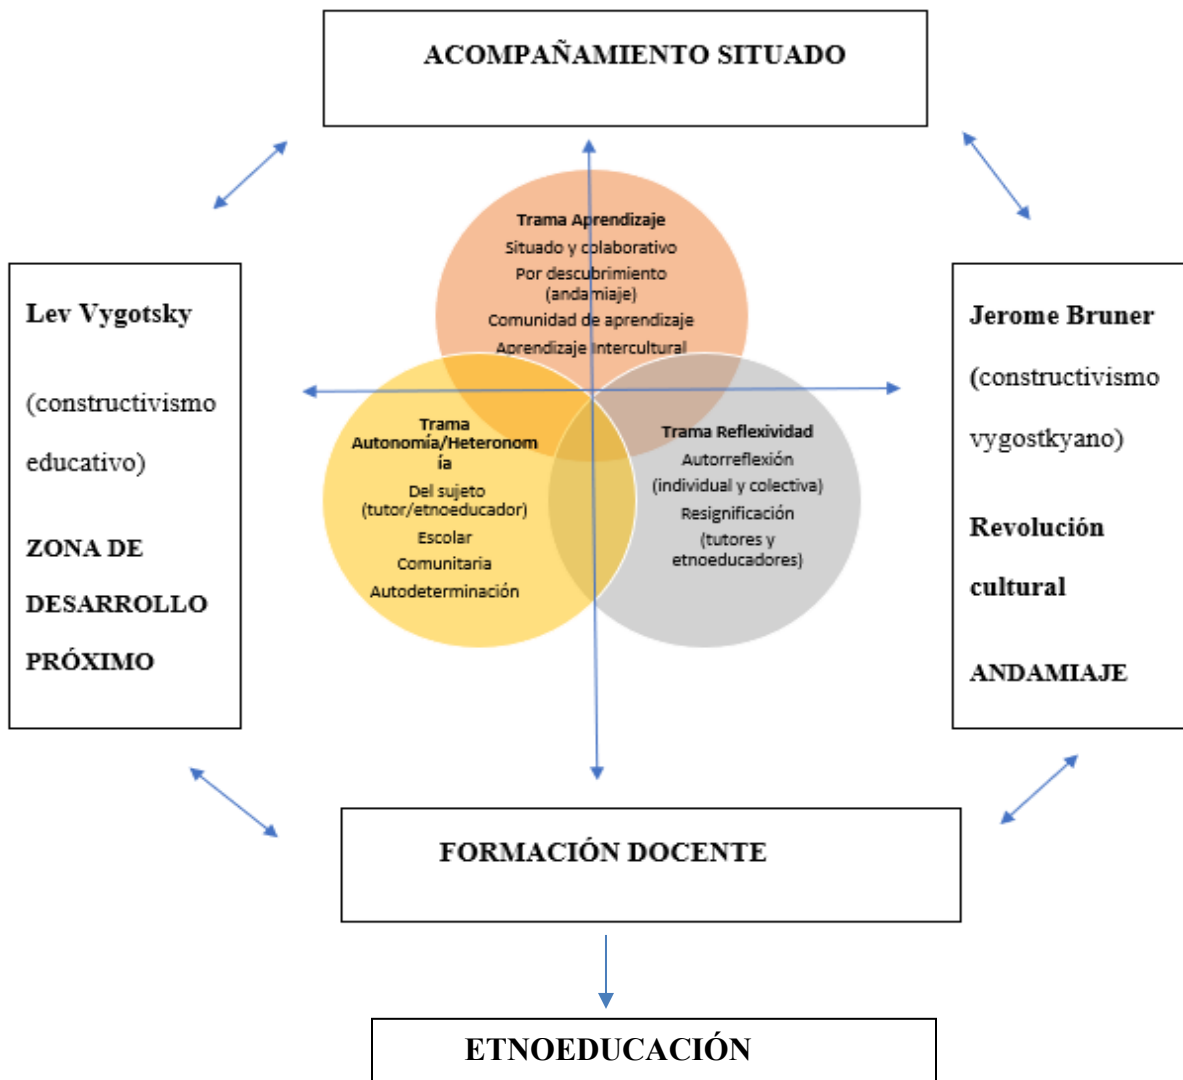 ACOMPAÑAMIENTO SITUADO
Trama Aprendizaje
Situado y colaborativo
Por descubrimiento
(andamiaje)
Comunidad de aprendizaje
Aprendizaje Intercultural
Lev Vygotsky
(constructivismo
educativo)
ZONA DE
DESARROLLO
PRÓXIMO
Trama
Autonomía/Heteronom
ía
Del sujeto
(tutor/etnoeducador)
Escolar
Comunitaria
Autodeterminación
Trama Reflexividad
Autorreflexión
(individual y colectiva)
Resignificación
(tutores y
etnoeducadores)
Jerome Bruner
(constructivismo
vygostkyano)
Revolución
cultural
ANDAMIAJE
FORMACIÓN DOCENTE
ETNOEDUCACIÓN